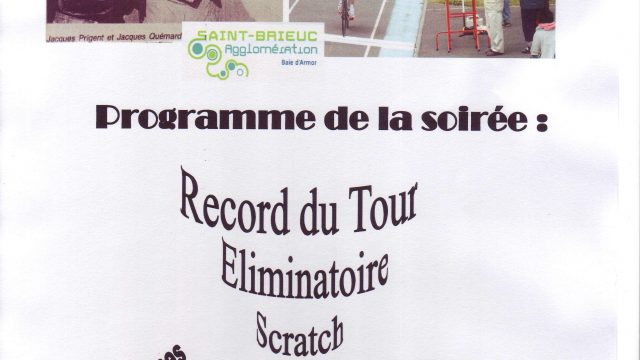 Jacques Prigent et Jacques Quémard
SAINT-BRIEUC
Agglomération
Baie d'Armor
Programme de la soirée :
Record du Tour
Eliminatoire
Scratch